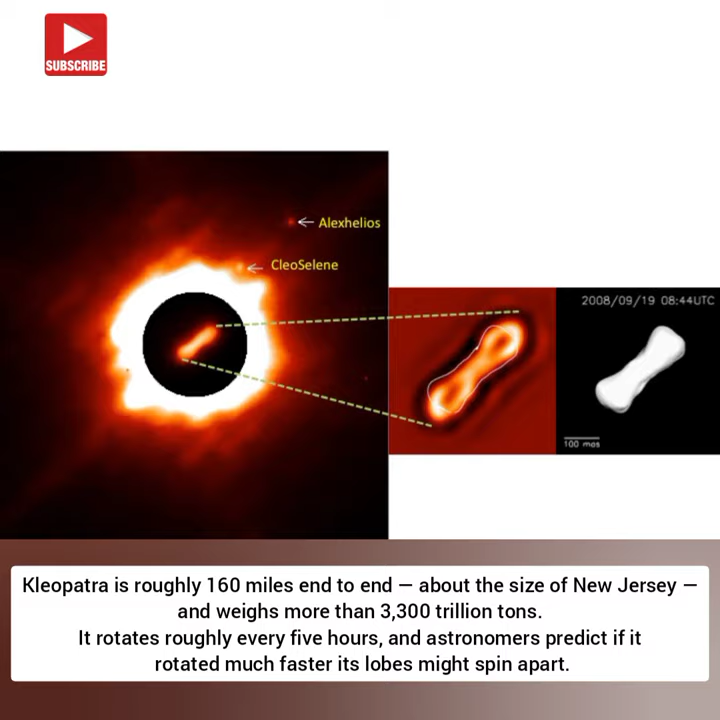 SUBSCRIBE
Alexhelios
CleoSelene
2008/09/19 08:44UTC
100 mas
Kleopatra is roughly 160 miles end to end — about the size of New Jersey —
and weighs more than 3,300 trillion tons.
It rotates roughly every five hours, and astronomers predict if it
rotated much faster its lobes might spin apart.